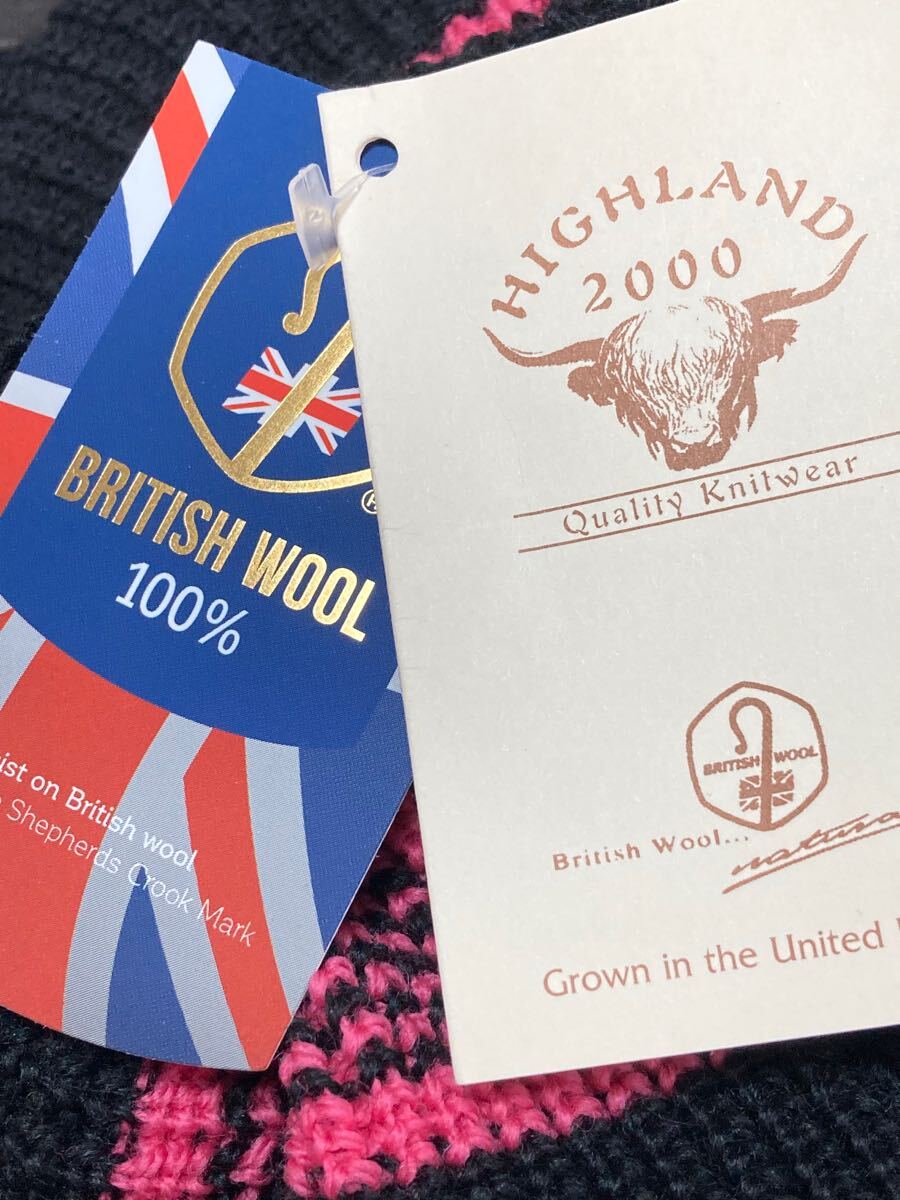 BRITISH WOOL
®
100%
ist on British wool
Shepherds Crook Mark
HIGHLAND
2000
Quality Knitwear
BRITISH WOOL
British Wool...
natura
Grown in the United